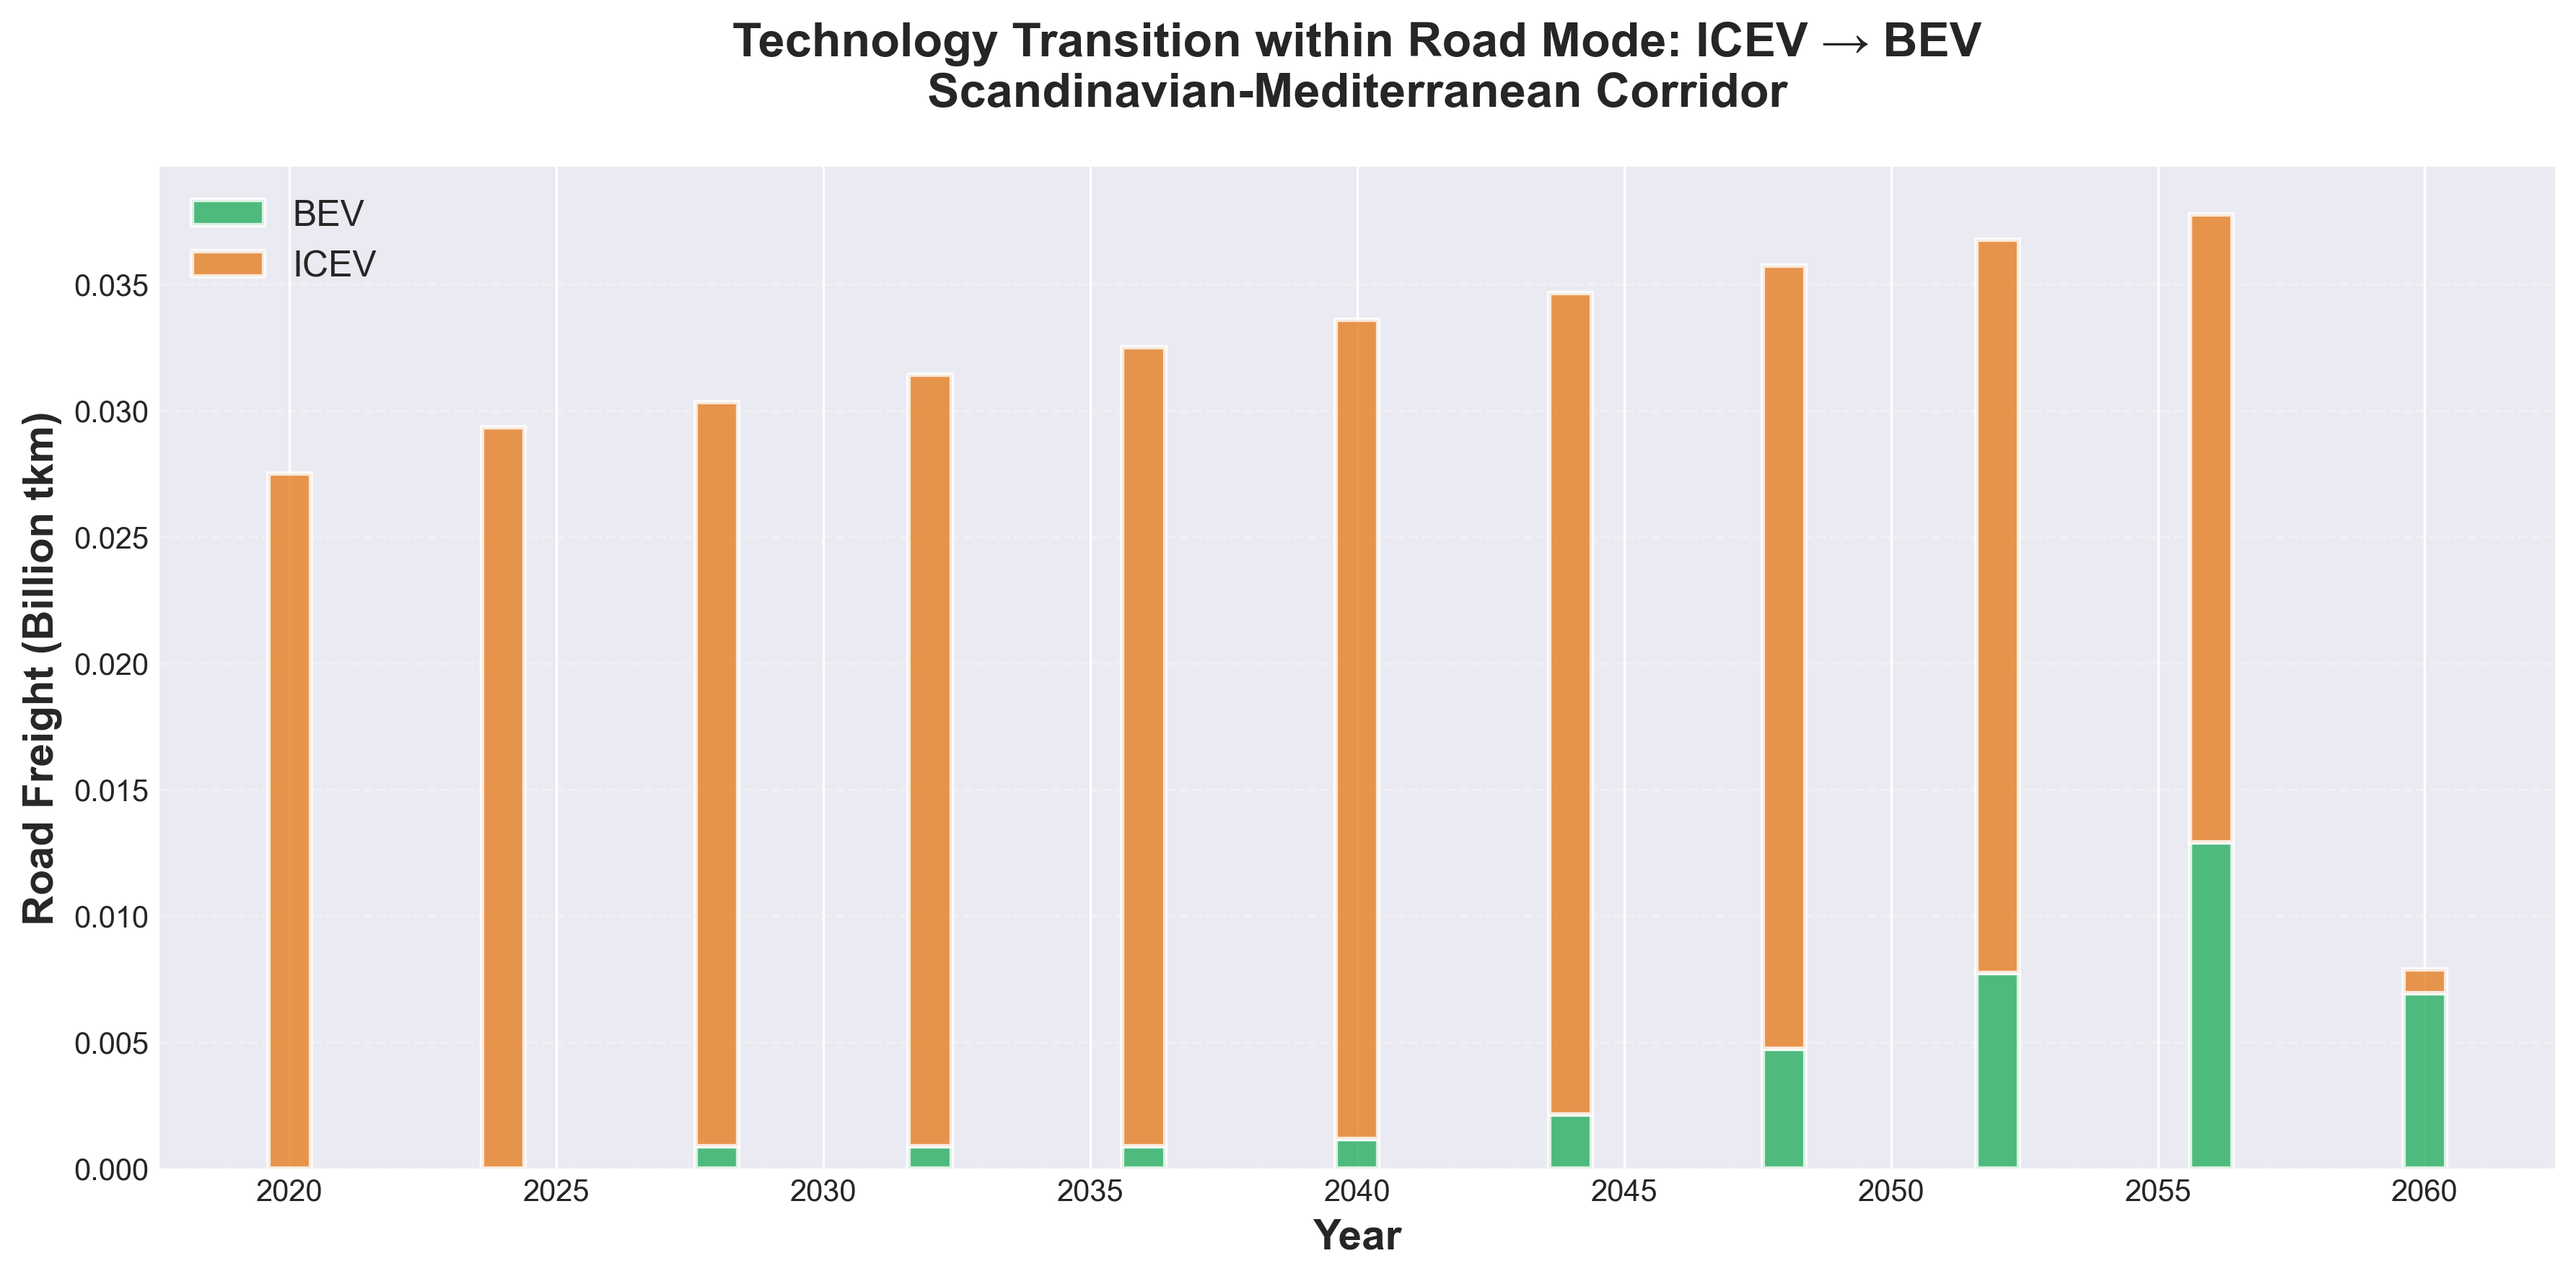 Technology Transition within Road Mode: ICEV → BEV
Scandinavian-Mediterranean Corridor
BEV
ICEV
Road Freight (Billion tkm)
0.035
0.030
0.025
0.020
0.015
0.010
0.005
0.000
2020 2025 2030 2035 2040 2045 2050 2055 2060
Year